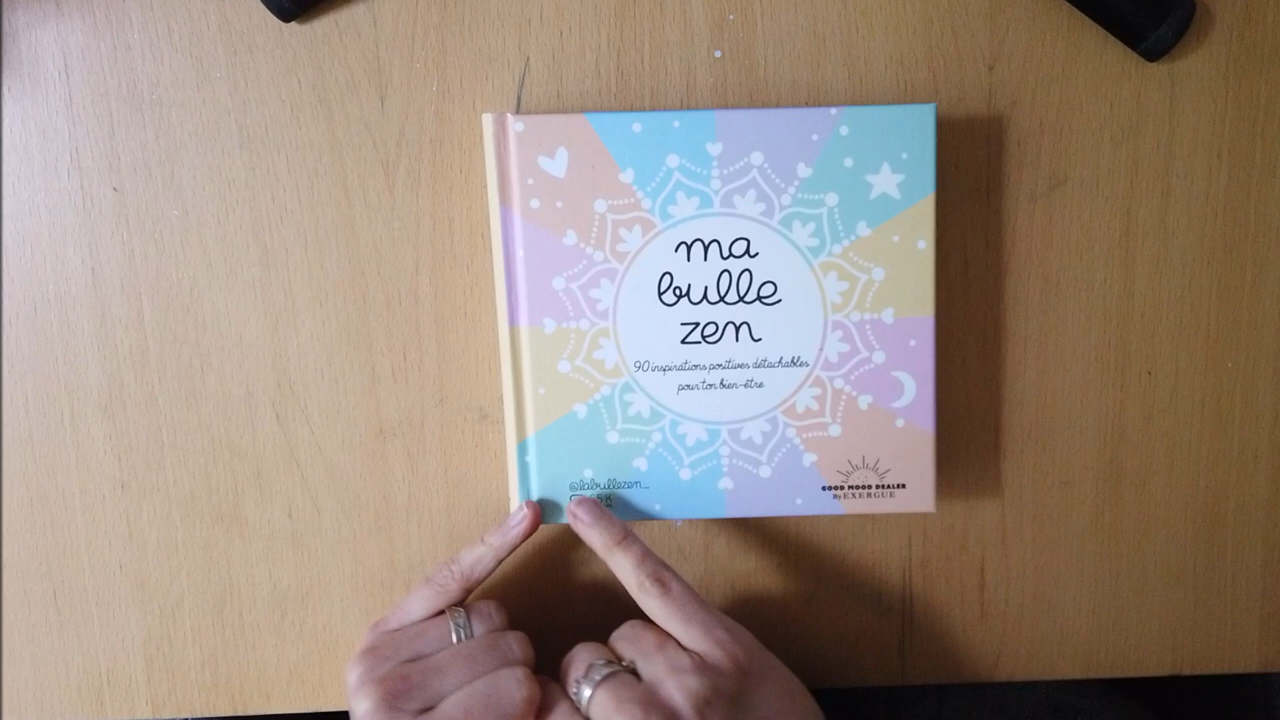 ma
bulle
zen
90 inspirations positives détachables
pour ton bien-être
@labullezen_
GOOD MOOD DEALER
By EXERGUE